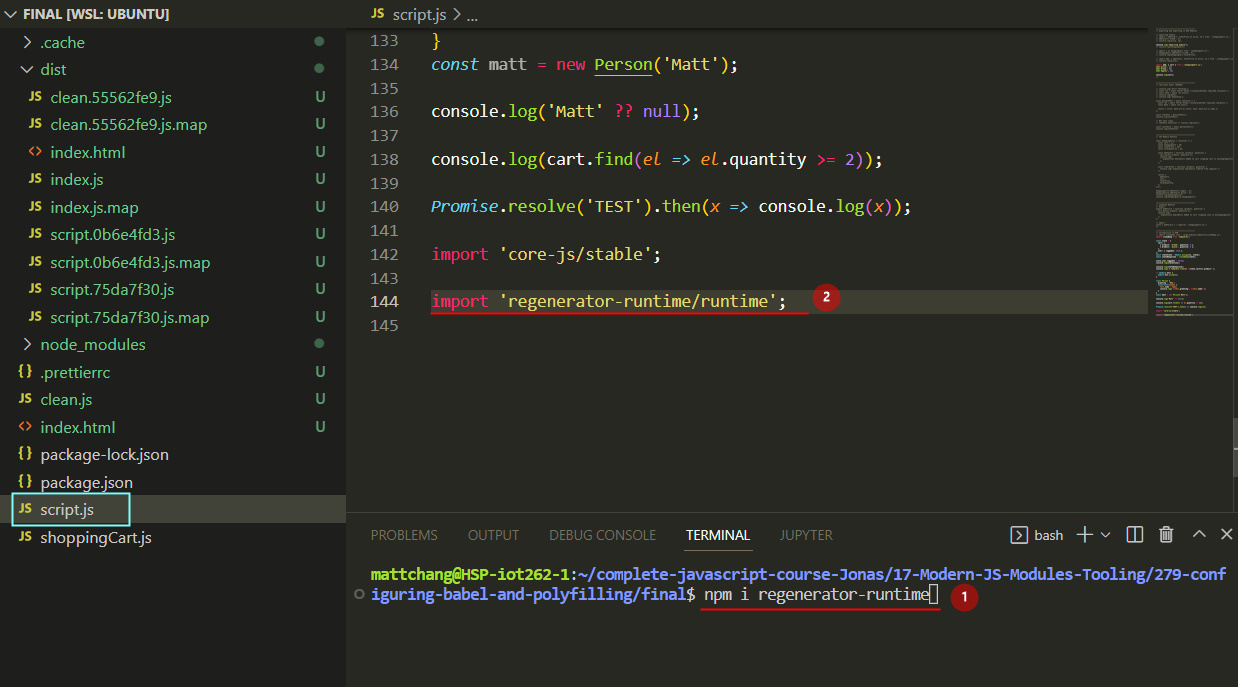 FINAL [WSL: UBUNTU]
.cache
dist
JS clean.55562fe9.js U
JS clean.55562fe9.js.map U
<> index.html U
JS index.js U
JS index.js.map U
JS script.0b6e4fd3.js U
JS script.0b6e4fd3.js.map U
JS script.75da7f30.js U
JS script.75da7f30.js.map U
node_modules
{} .prettierrc U
JS clean.js U
<> index.html U
{} package-lock.json
{} package.json
JS script.js
JS shoppingCart.js
JS script.js > ...
133 }
134 const matt = new Person('Matt');
135
136 console.log('Matt' ?? null);
137
138 console.log(cart.find(el => el.quantity >= 2));
139
140 Promise.resolve('TEST').then(x => console.log(x));
141
142 import 'core-js/stable';
143
144 import 'regenerator-runtime/runtime'; 2
145
PROBLEMS OUTPUT DEBUG CONSOLE TERMINAL JUPYTER bash
mattchang@HSP-iot262-1:~/complete-javascript-course-Jonas/17-Modern-JS-Modules-Tooling/279-conf
iguring-babel-and-polyfilling/final$ npm i regenerator-runtime 1